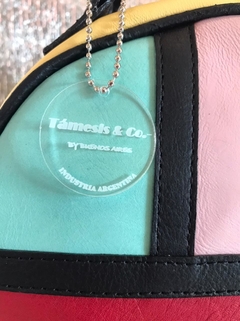 Támesis & Co.-
By BUENOS AIRES
INDUSTRIA ARGENTINA